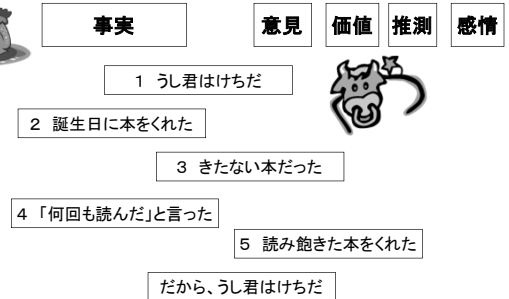 事実 意見 価値 推測 感情
１ うし君はけちだ
２ 誕生日に本をくれた
３ きたない本だった
４ 「何回も読んだ」と言った
５ 読み飽きた本をくれた
だから、うし君はけちだ